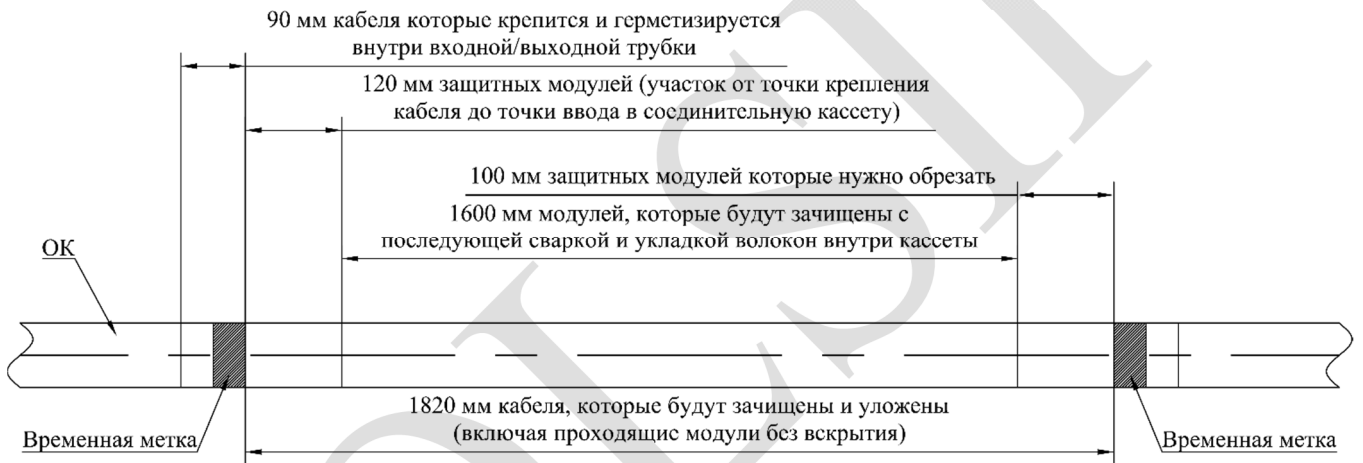 90 мм кабеля которые крепится и герметизируется
внутри входной/выходной трубки
120 мм защитных модулей (участок от точки крепления
кабеля до точки ввода в соединительную кассету)
100 мм защитных модулей которые нужно обрезать
1600 мм модулей, которые будут зачищены с
последующей сваркой и укладкой волокон внутри кассеты
ОК
1820 мм кабеля, которые будут зачищены и уложены
(включая проходящие модули без вскрытия)
Временная метка
Временная метка